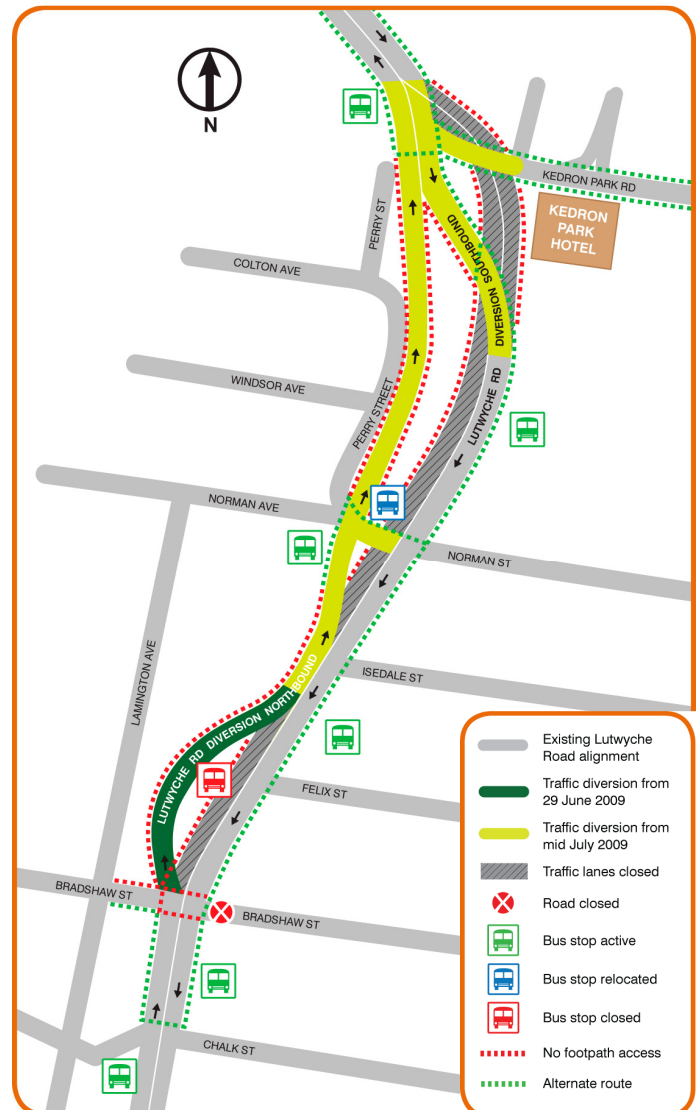 N
KEDRON PARK RD
KEDRON
PARK
HOTEL
PERRY ST
COLTON AVE
DIVERSION SOUTHBOUND
WINDSOR AVE
LUTWYCHE RD
PERRY STREET
NORMAN AVE
NORMAN ST
LAMINGTON AVE
ISEDALE ST
LUTWYCHE RD DIVERSION NORTHBOUND
FELIX ST
BRADSHAW ST
BRADSHAW ST
CHALK ST
Existing Lutwyche
Road alignment
Traffic diversion from
29 June 2009
Traffic diversion from
mid July 2009
Traffic lanes closed
Road closed
Bus stop active
Bus stop relocated
Bus stop closed
No footpath access
Alternate route